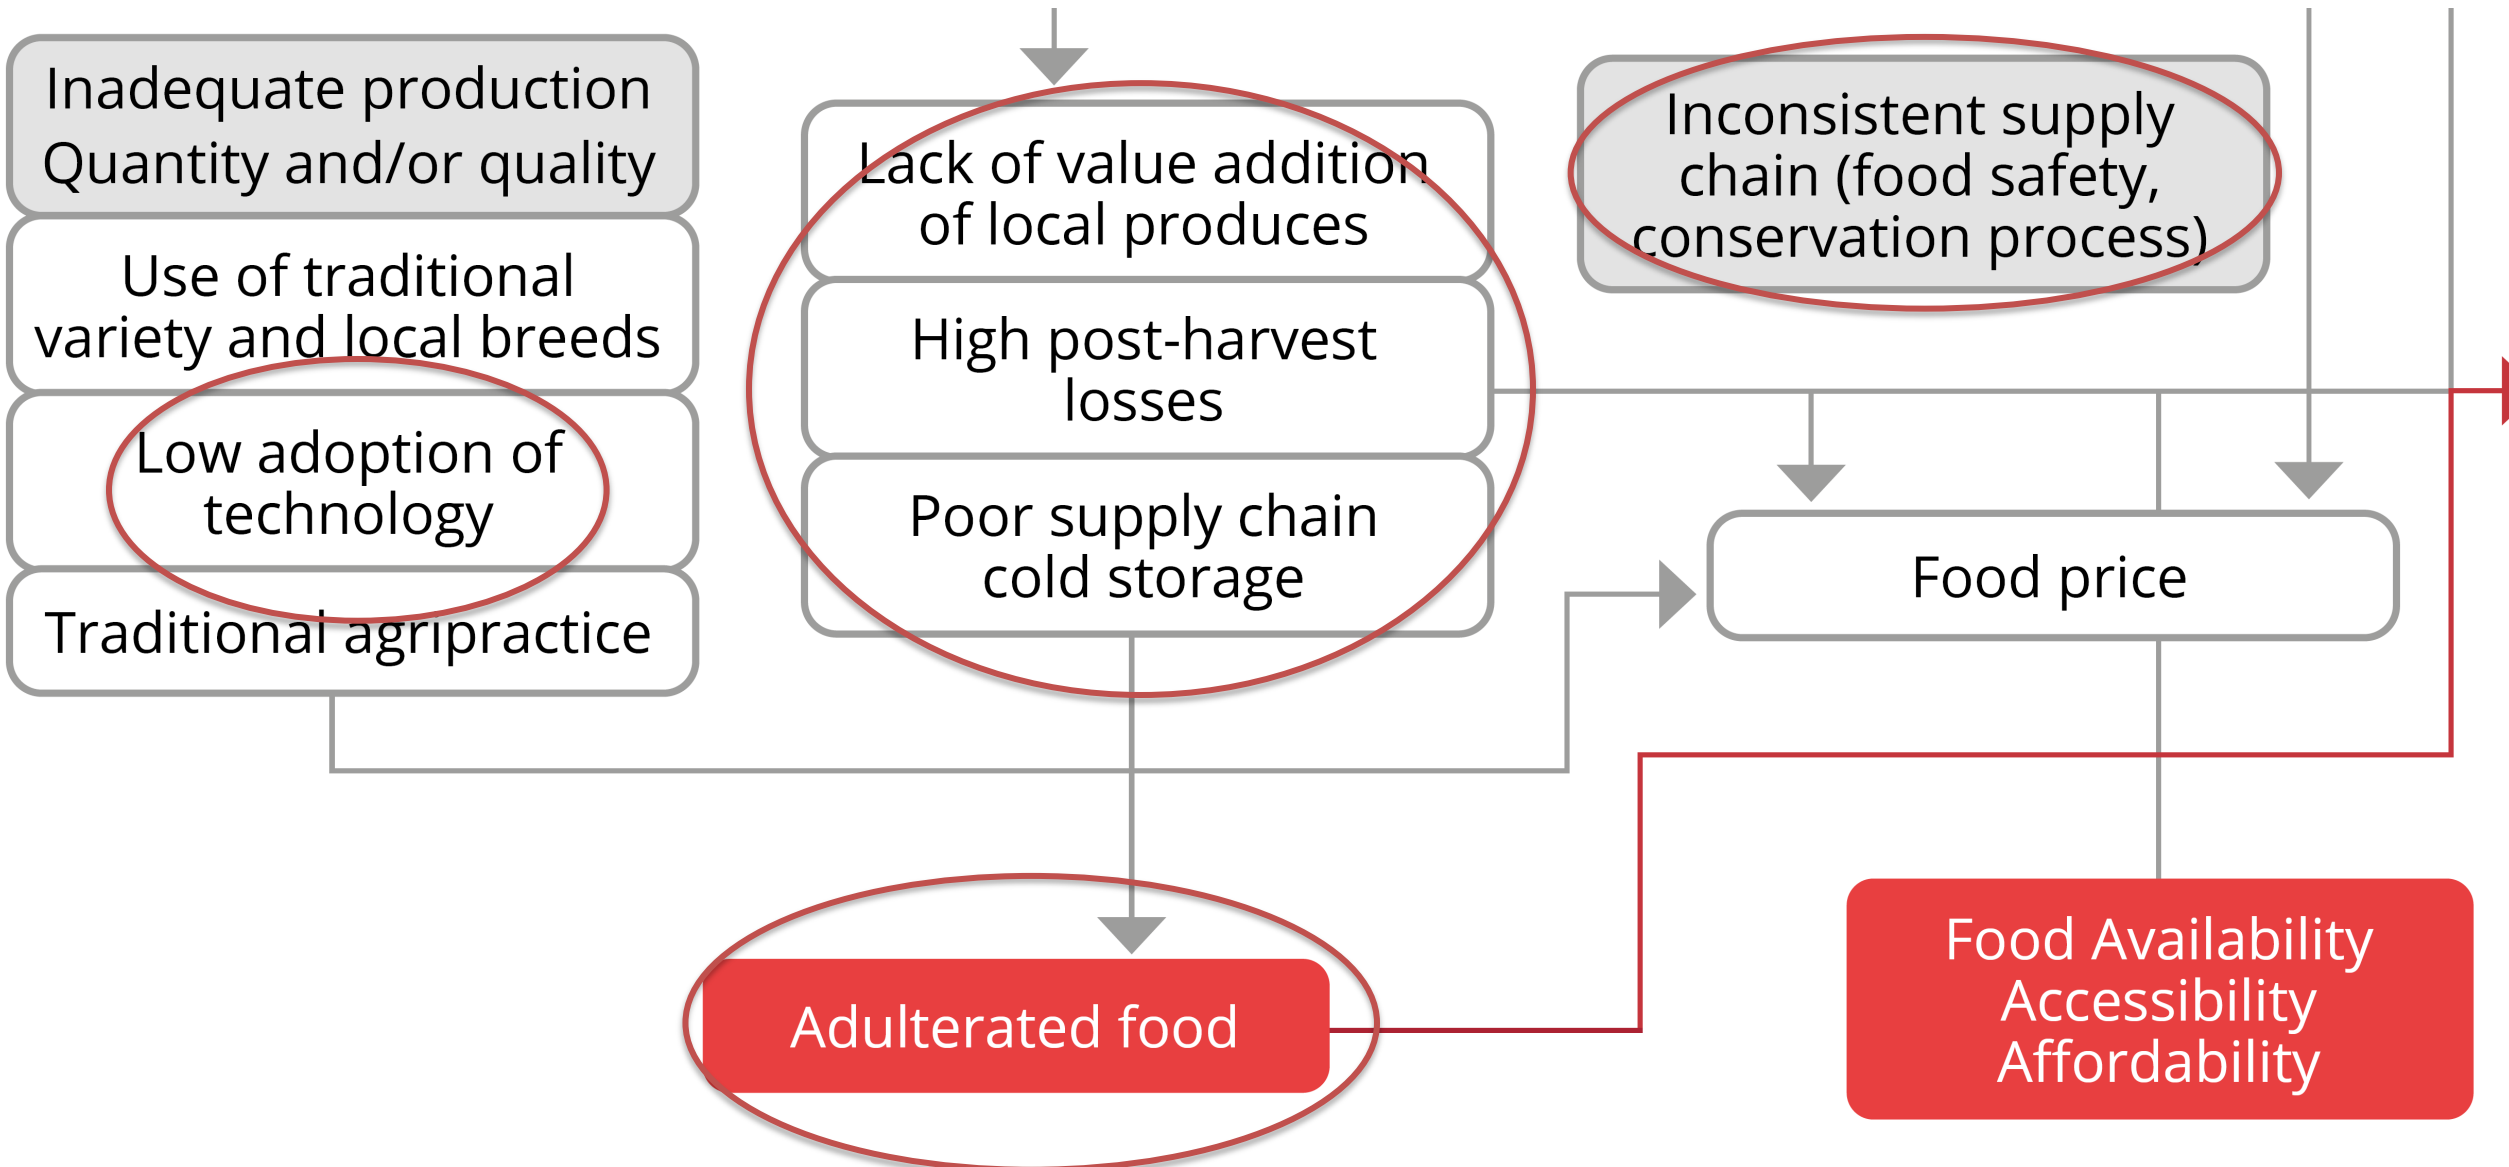 Inadequate production
Quantity and/or quality
Use of traditional
variety and local breeds
Low adoption of
technology
Traditional agripractice
Lack of value addition
of local produces
High post-harvest
losses
Poor supply chain
cold storage
Inconsistent supply
chain (food safety,
conservation process)
Food price
Adulterated food
Food Availability
Accessibility
Affordability